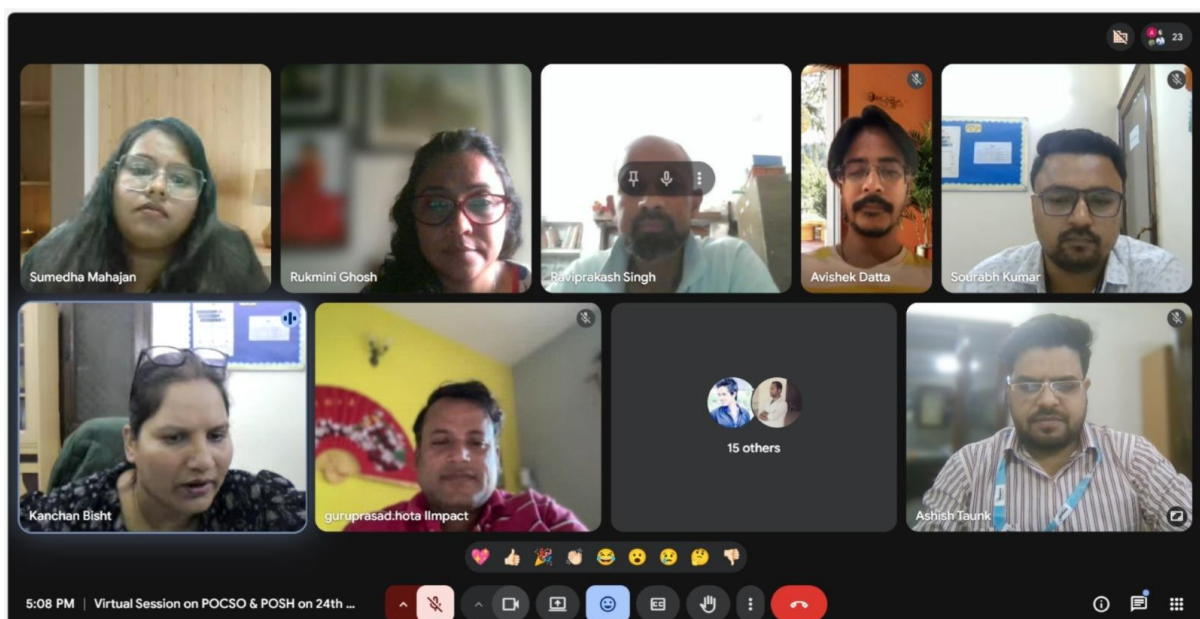 23
Sumedha Mahajan
Rukmini Ghosh
Raviprakash Singh
Avishek Datta
Sourabh Kumar
Kanchan Bisht
guruprasad.hota IImpact
15 others
Ashish Taunk
5:08 PM | Virtual Session on POCSO & POSH on 24th ...